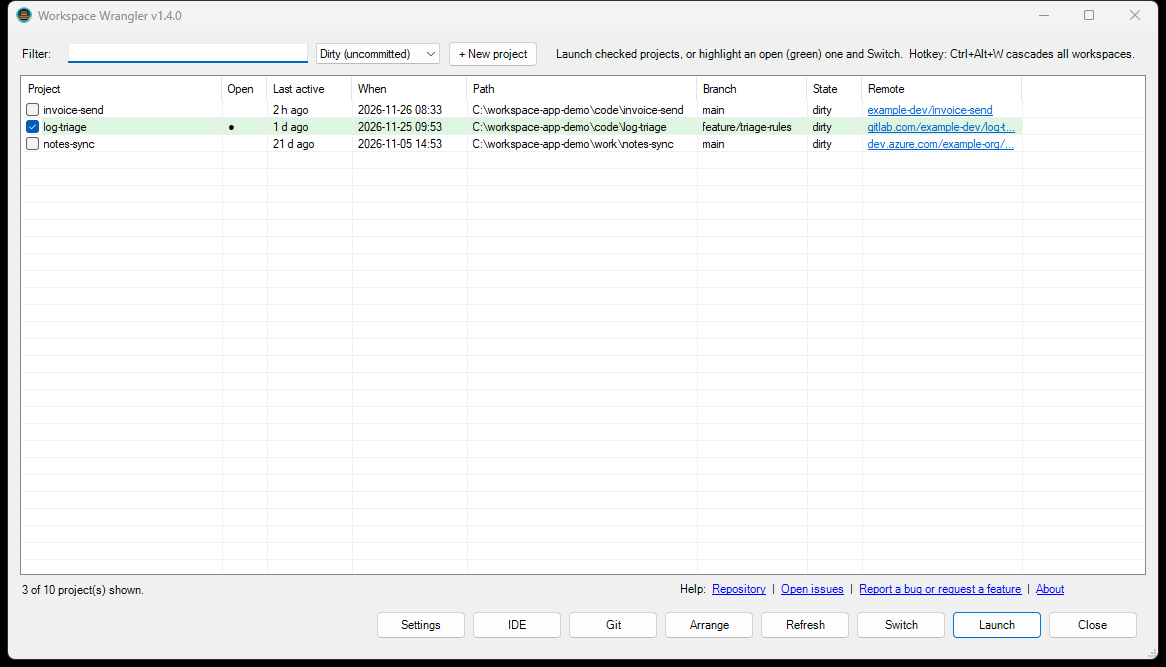 Workspace Wrangler v1.4.0
Filter: Dirty (uncommitted) + New project Launch checked projects, or highlight an open (green) one and Switch. Hotkey: Ctrl+Alt+W cascades all workspaces.
Project Open Last active When Path Branch State Remote
invoice-send 2 h ago 2026-11-26 08:33 C:\workspace-app-demo\code\invoice-send main dirty example-dev/invoice-send
log-triage ● 1 d ago 2026-11-25 09:53 C:\workspace-app-demo\code\log-triage feature/triage-rules dirty gitlab.com/example-dev/log-t...
notes-sync 21 d ago 2026-11-05 14:53 C:\workspace-app-demo\work\notes-sync main dirty dev.azure.com/example-org/...
3 of 10 project(s) shown. Help: Repository | Open issues | Report a bug or request a feature | About
Settings IDE Git Arrange Refresh Switch Launch Close